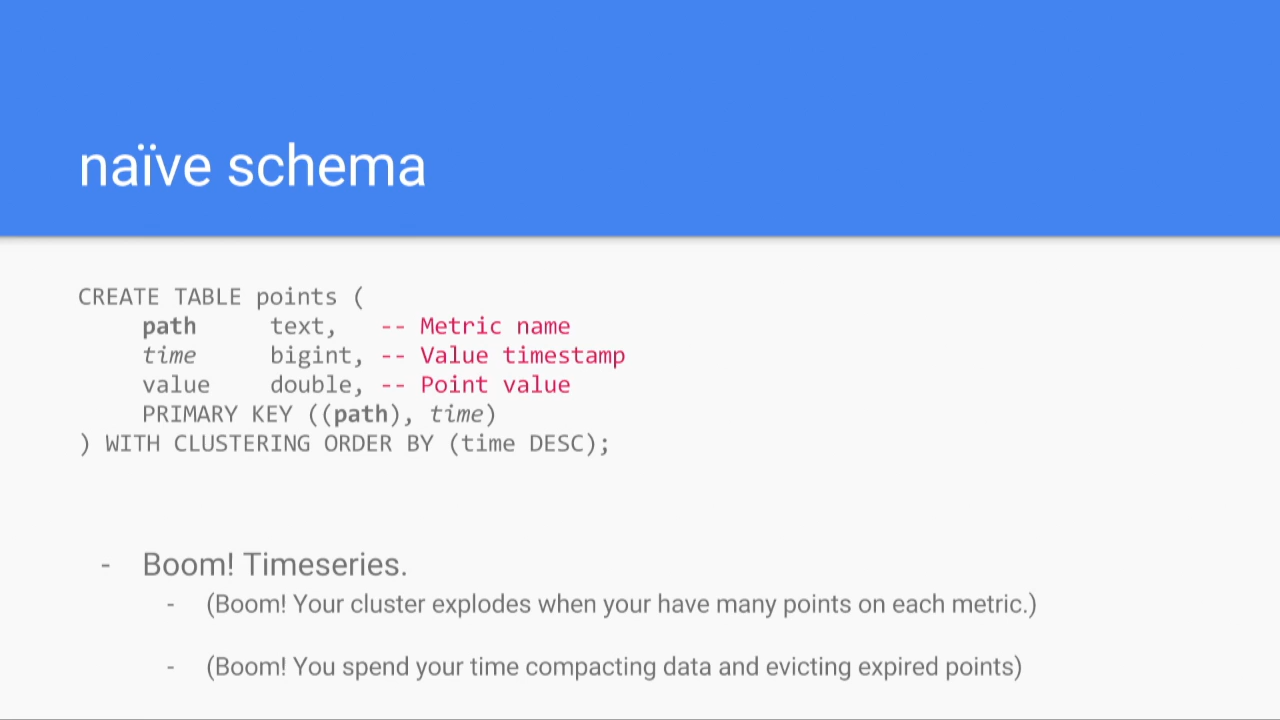 naïve schema
CREATE TABLE points (
path text, -- Metric name
time bigint, -- Value timestamp
value double, -- Point value
PRIMARY KEY ((path), time)
) WITH CLUSTERING ORDER BY (time DESC);
- Boom! Timeseries.
- (Boom! Your cluster explodes when your have many points on each metric.)
- (Boom! You spend your time compacting data and evicting expired points)